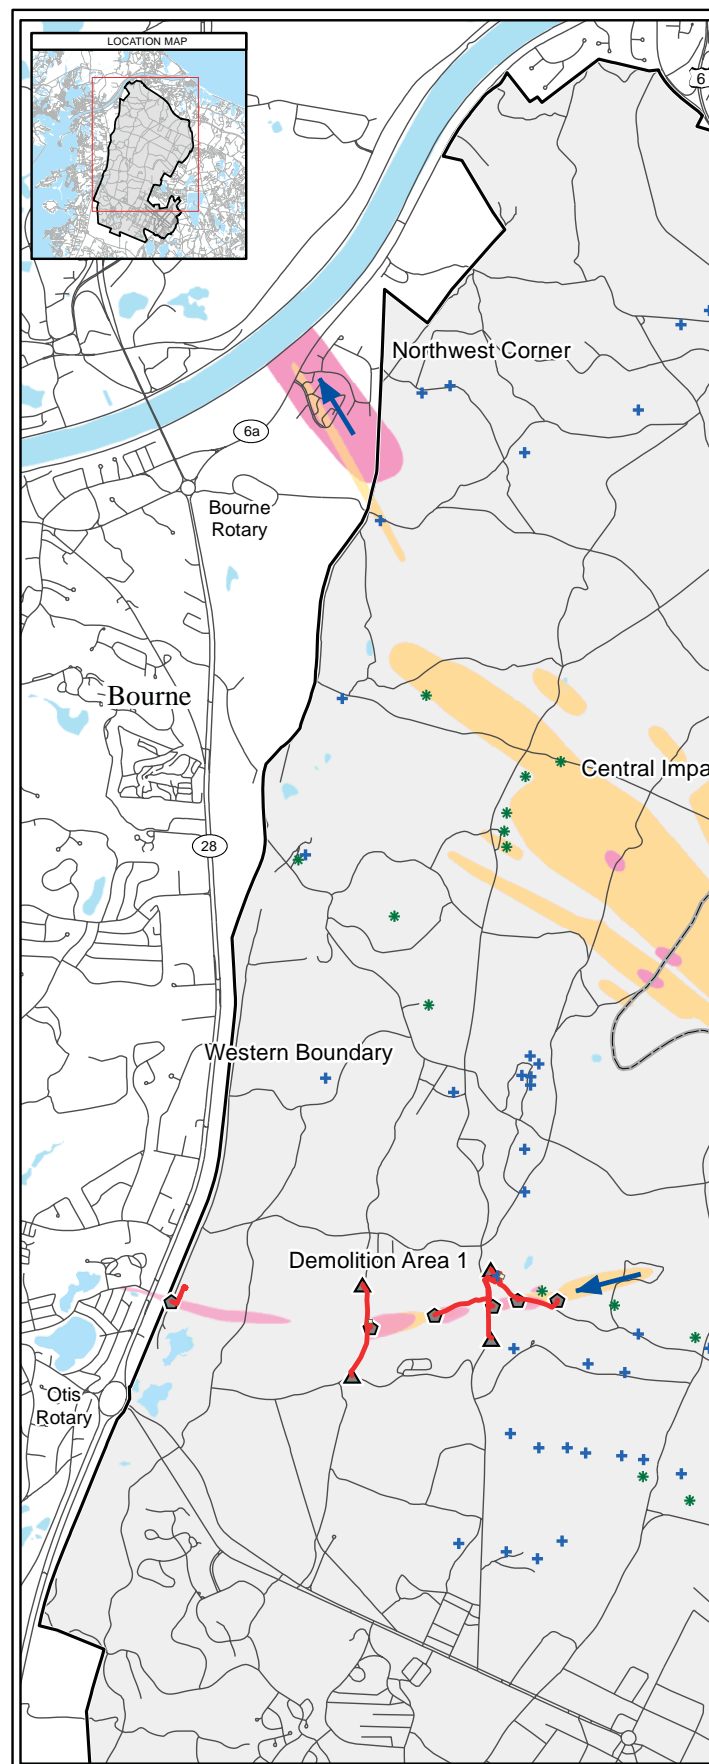 LOCATION MAP
6
Northwest Corner
6a
Bourne
Rotary
Bourne
Central Impa
28
Western Boundary
Demolition Area 1
Otis
Rotary